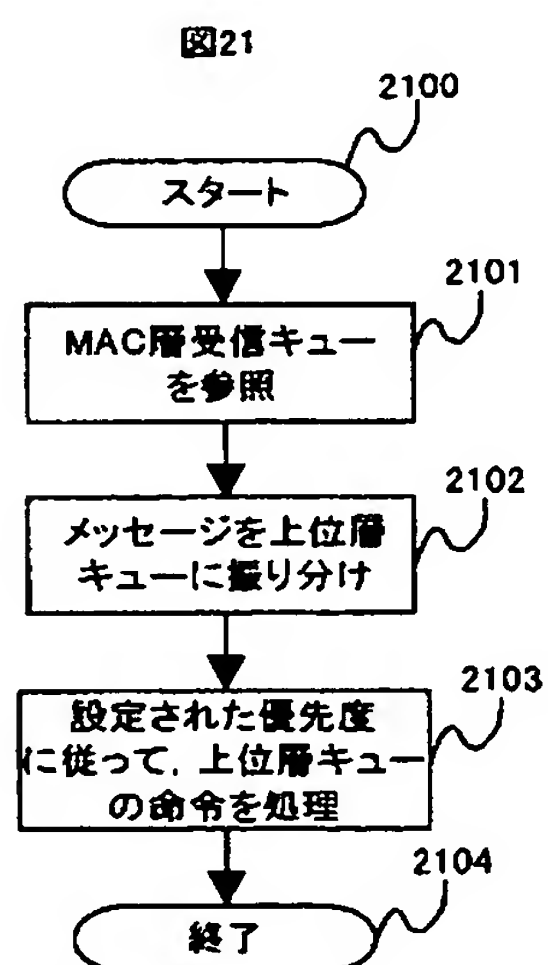 図21
2100
スタート
2101
MAC層受信キュー
を参照
2102
メッセージを上位層
キューに振り分け
2103
設定された優先度
に従って, 上位層キュー
の命令を処理
2104
終了